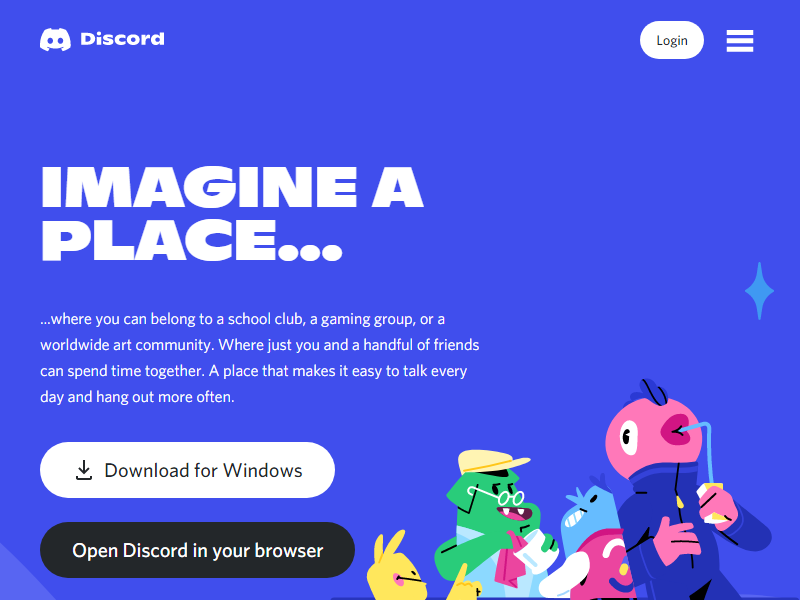 Discord
Login
IMAGINE A
PLACE...
...where you can belong to a school club, a gaming group, or a
worldwide art community. Where just you and a handful of friends
can spend time together. A place that makes it easy to talk every
day and hang out more often.
Download for Windows
Open Discord in your browser